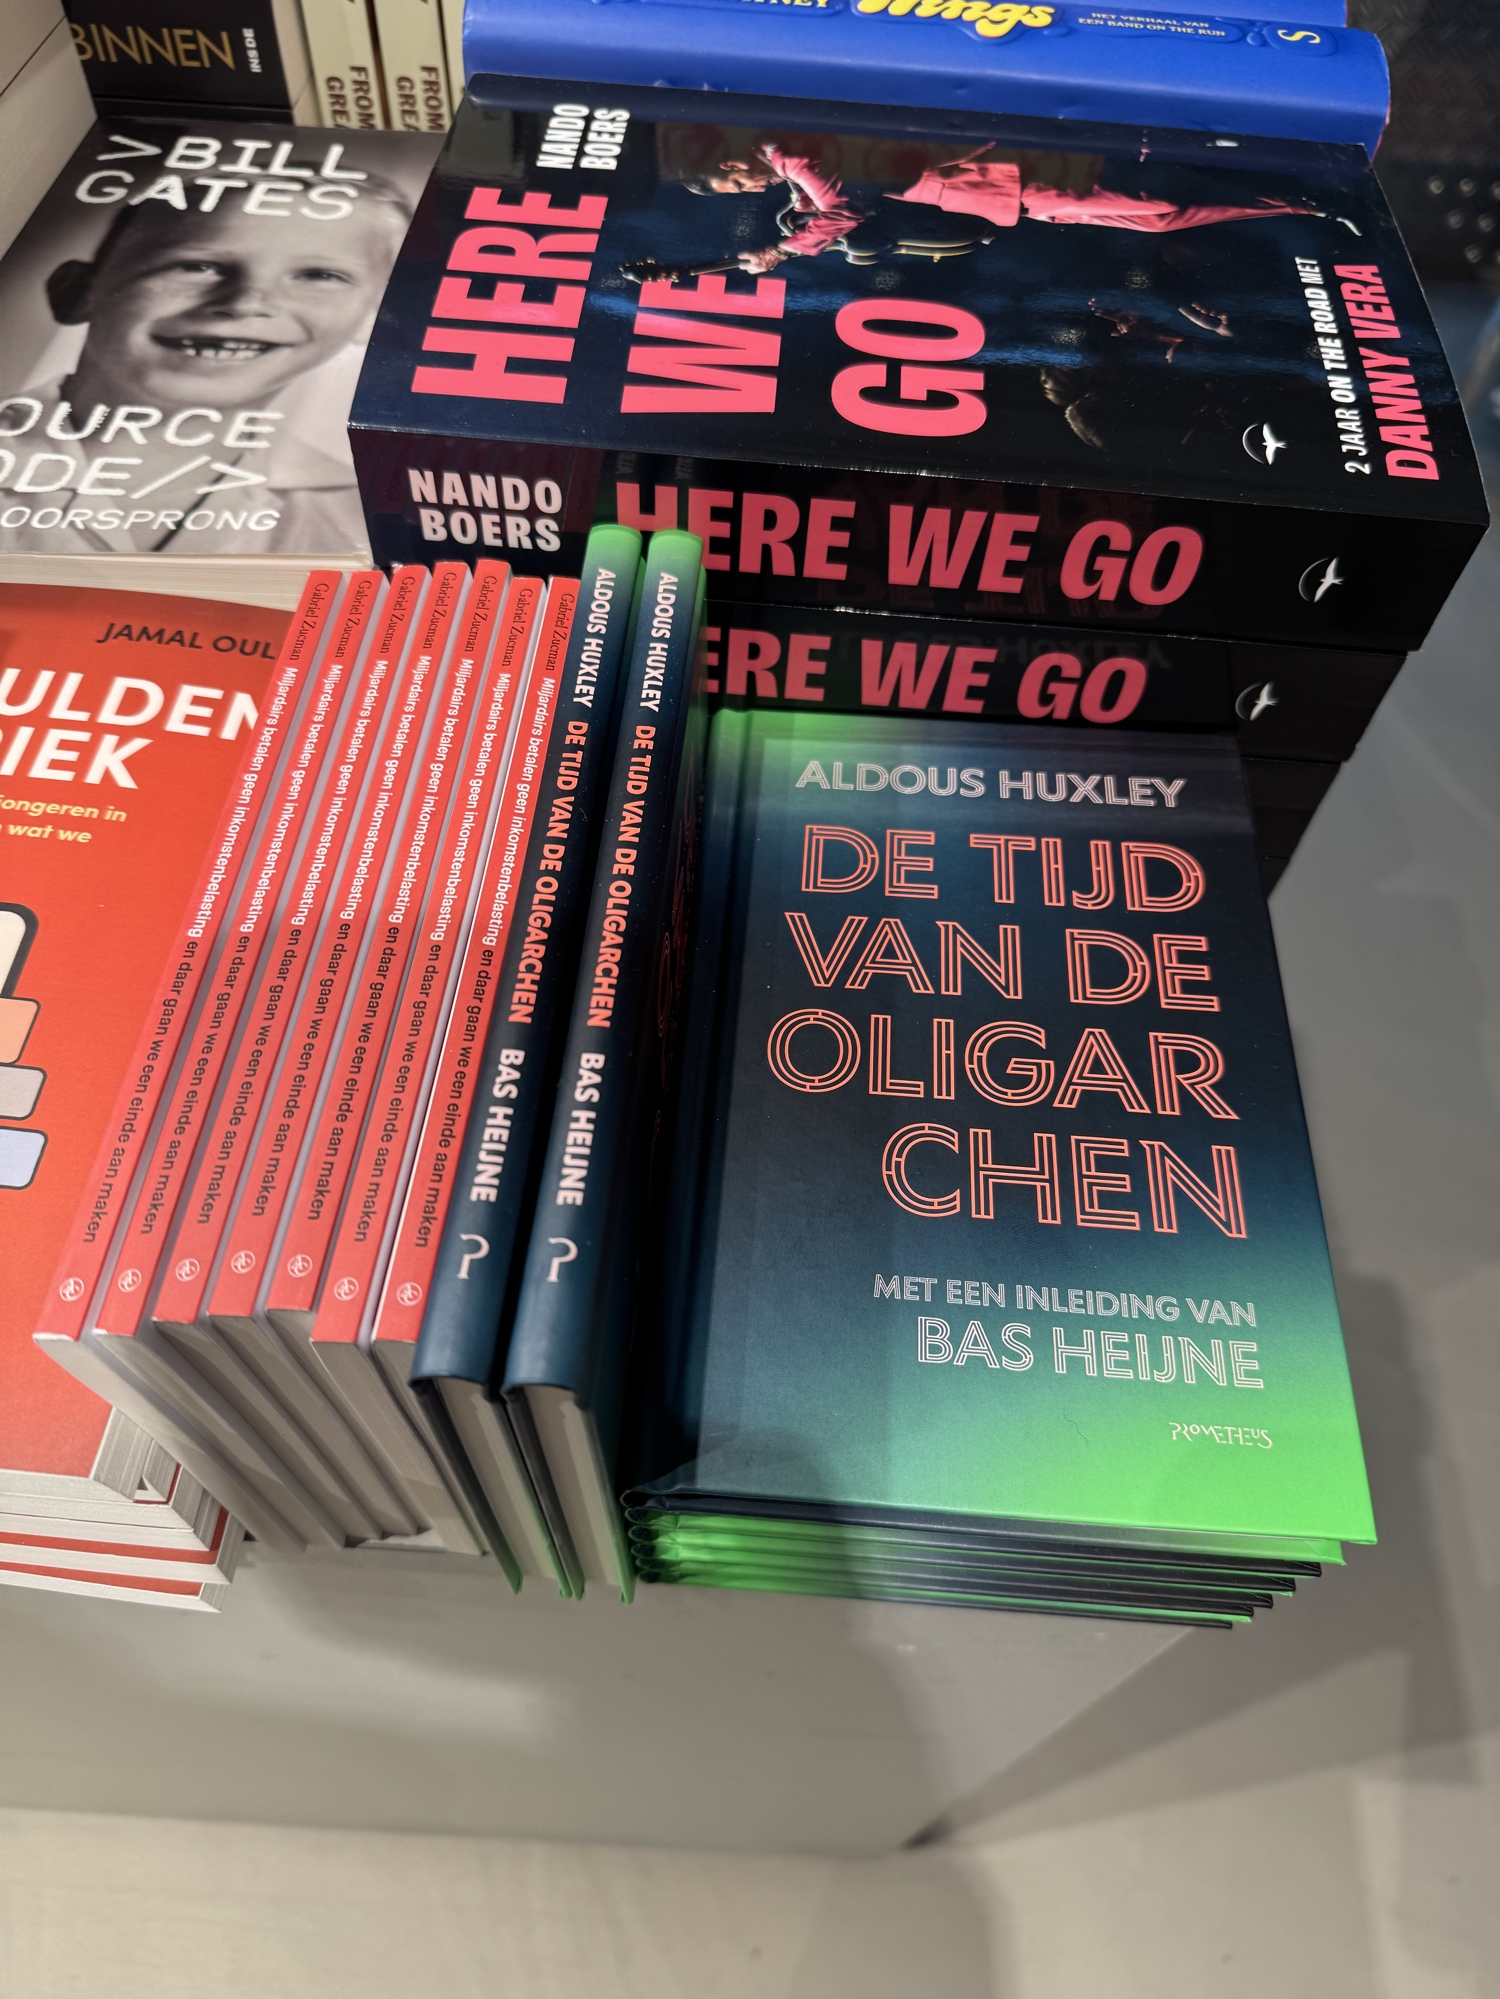 BINNEN
INSIDE
FROM
GREA
FROM
GREA
Wings
HET VERHAAL VAN
EEN BAND ON THE RUN
S
>BILL
GATES
OURCE
ODE/>
OORSPRONG
NANDO
BOERS
HERE
WE
GO
2 JAAR ON THE ROAD MET
DANNY VERA
NANDO
BOERS
HERE WE GO
ERE WE GO
JAMAL OUL
ULDEN
RIEK
jongeren in
wat we
Gabriel Zucman Miljardairs betalen geen inkomstenbelasting en daar gaan we een einde aan maken
Gabriel Zucman Miljardairs betalen geen inkomstenbelasting en daar gaan we een einde aan maken
Gabriel Zucman Miljardairs betalen geen inkomstenbelasting en daar gaan we een einde aan maken
Gabriel Zucman Miljardairs betalen geen inkomstenbelasting en daar gaan we een einde aan maken
Gabriel Zucman Miljardairs betalen geen inkomstenbelasting en daar gaan we een einde aan maken
Gabriel Zucman Miljardairs betalen geen inkomstenbelasting en daar gaan we een einde aan maken
Gabriel Zucman Miljardairs betalen geen inkomstenbelasting en daar gaan we een einde aan maken
ALDOUS HUXLEY DE TIJD VAN DE OLIGARCHEN BAS HEIJNE
ALDOUS HUXLEY DE TIJD VAN DE OLIGARCHEN BAS HEIJNE
ALDOUS HUXLEY
DE TIJD
VAN DE
OLIGAR
CHEN
MET EEN INLEIDING VAN
BAS HEIJNE
PROMETHEUS